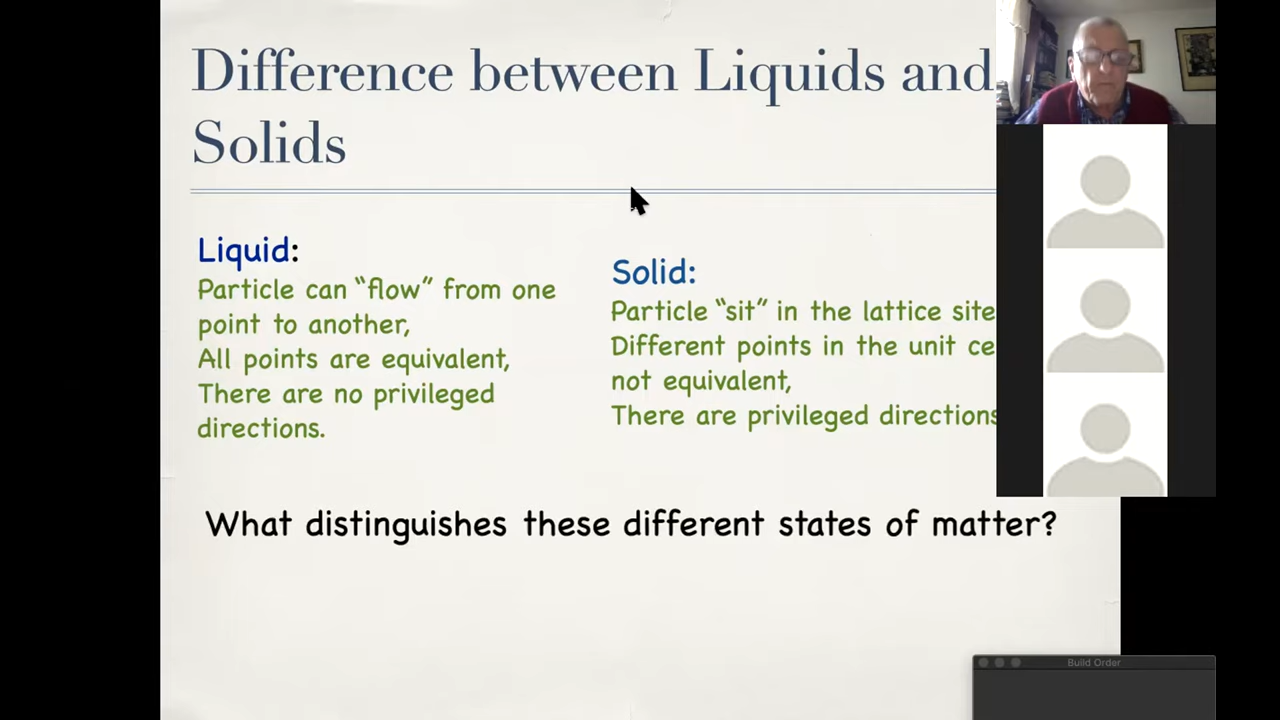 Difference between Liquids and
Solids
Liquid:
Particle can “flow” from one
point to another,
All points are equivalent,
There are no privileged
directions.
Solid:
Particle “sit” in the lattice site
Different points in the unit ce
not equivalent,
There are privileged directions
What distinguishes these different states of matter?
Build Order